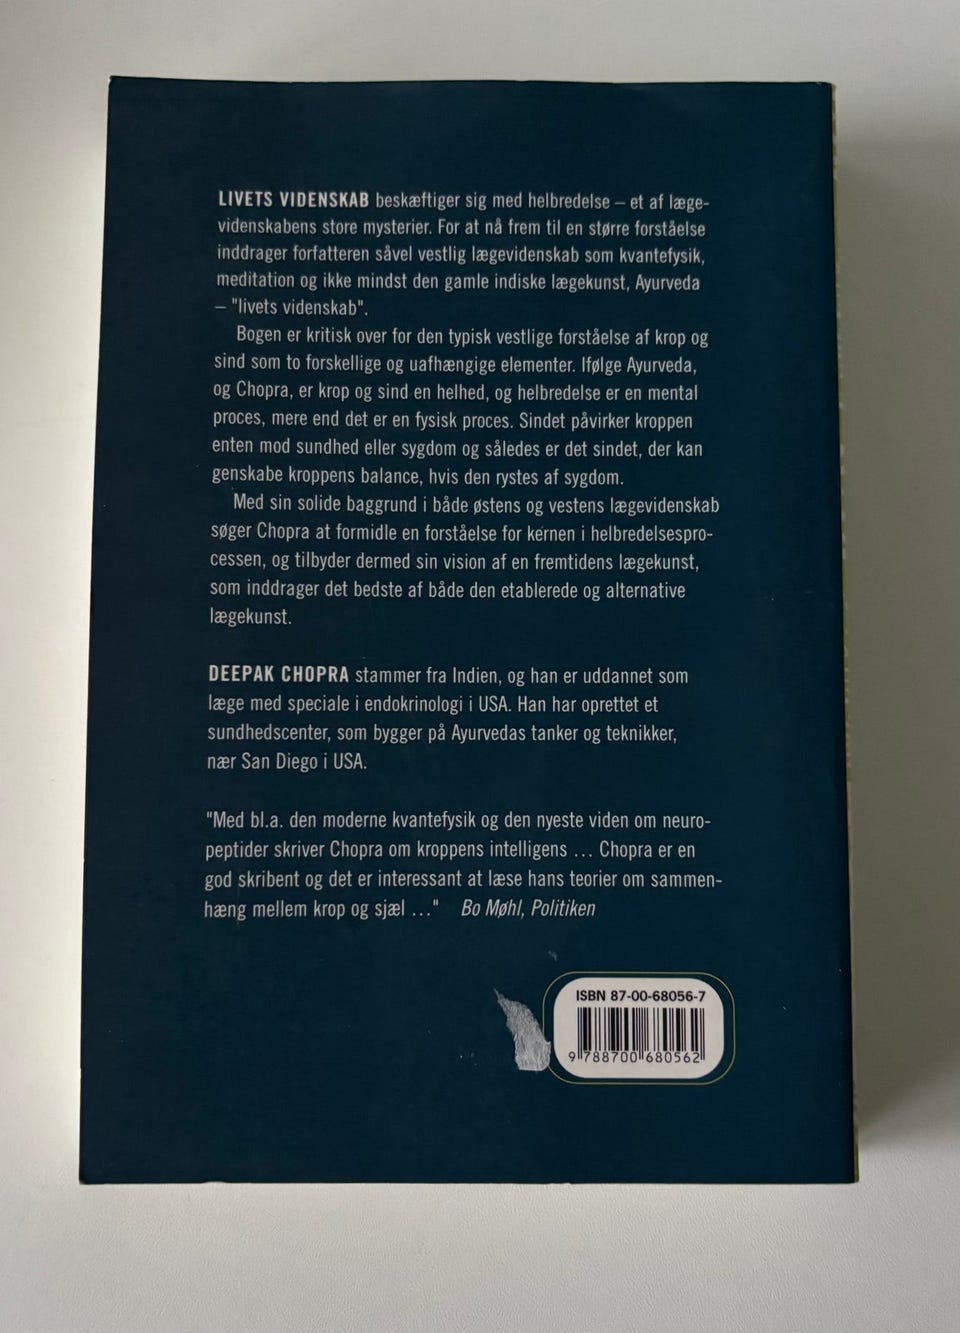 LIVETS VIDENSKAB beskæftiger sig med helbredelse – et af læge-
videnskabens store mysterier. For at nå frem til en større forståelse
inddrager forfatteren såvel vestlig lægevidenskab som kvantefysik,
meditation og ikke mindst den gamle indiske lægekunst, Ayurveda
– "livets videnskab".
Bogen er kritisk over for den typisk vestlige forståelse af krop og
sind som to forskellige og uafhængige elementer. Ifølge Ayurveda,
og Chopra, er krop og sind en helhed, og helbredelse er en mental
proces, mere end det er en fysisk proces. Sindet påvirker kroppen
enten mod sundhed eller sygdom og således er det sindet, der kan
genskabe kroppens balance, hvis den rystes af sygdom.
Med sin solide baggrund i både østens og vestens lægevidenskab
søger Chopra at formidle en forståelse for kernen i helbredelsespro-
cessen, og tilbyder dermed sin vision af en fremtidens lægekunst,
som inddrager det bedste af både den etablerede og alternative
lægekunst.
DEEPAK CHOPRA stammer fra Indien, og han er uddannet som
læge med speciale i endokrinologi i USA. Han har oprettet et
sundhedscenter, som bygger på Ayurvedas tanker og teknikker,
nær San Diego i USA.
"Med bl.a. den moderne kvantefysik og den nyeste viden om neuro-
peptider skriver Chopra om kroppens intelligens ... Chopra er en
god skribent og det er interessant at læse hans teorier om sammen-
hæng mellem krop og sjæl ..." Bo Møhl, Politiken
ISBN 87-00-68056-7
9 788700 680562